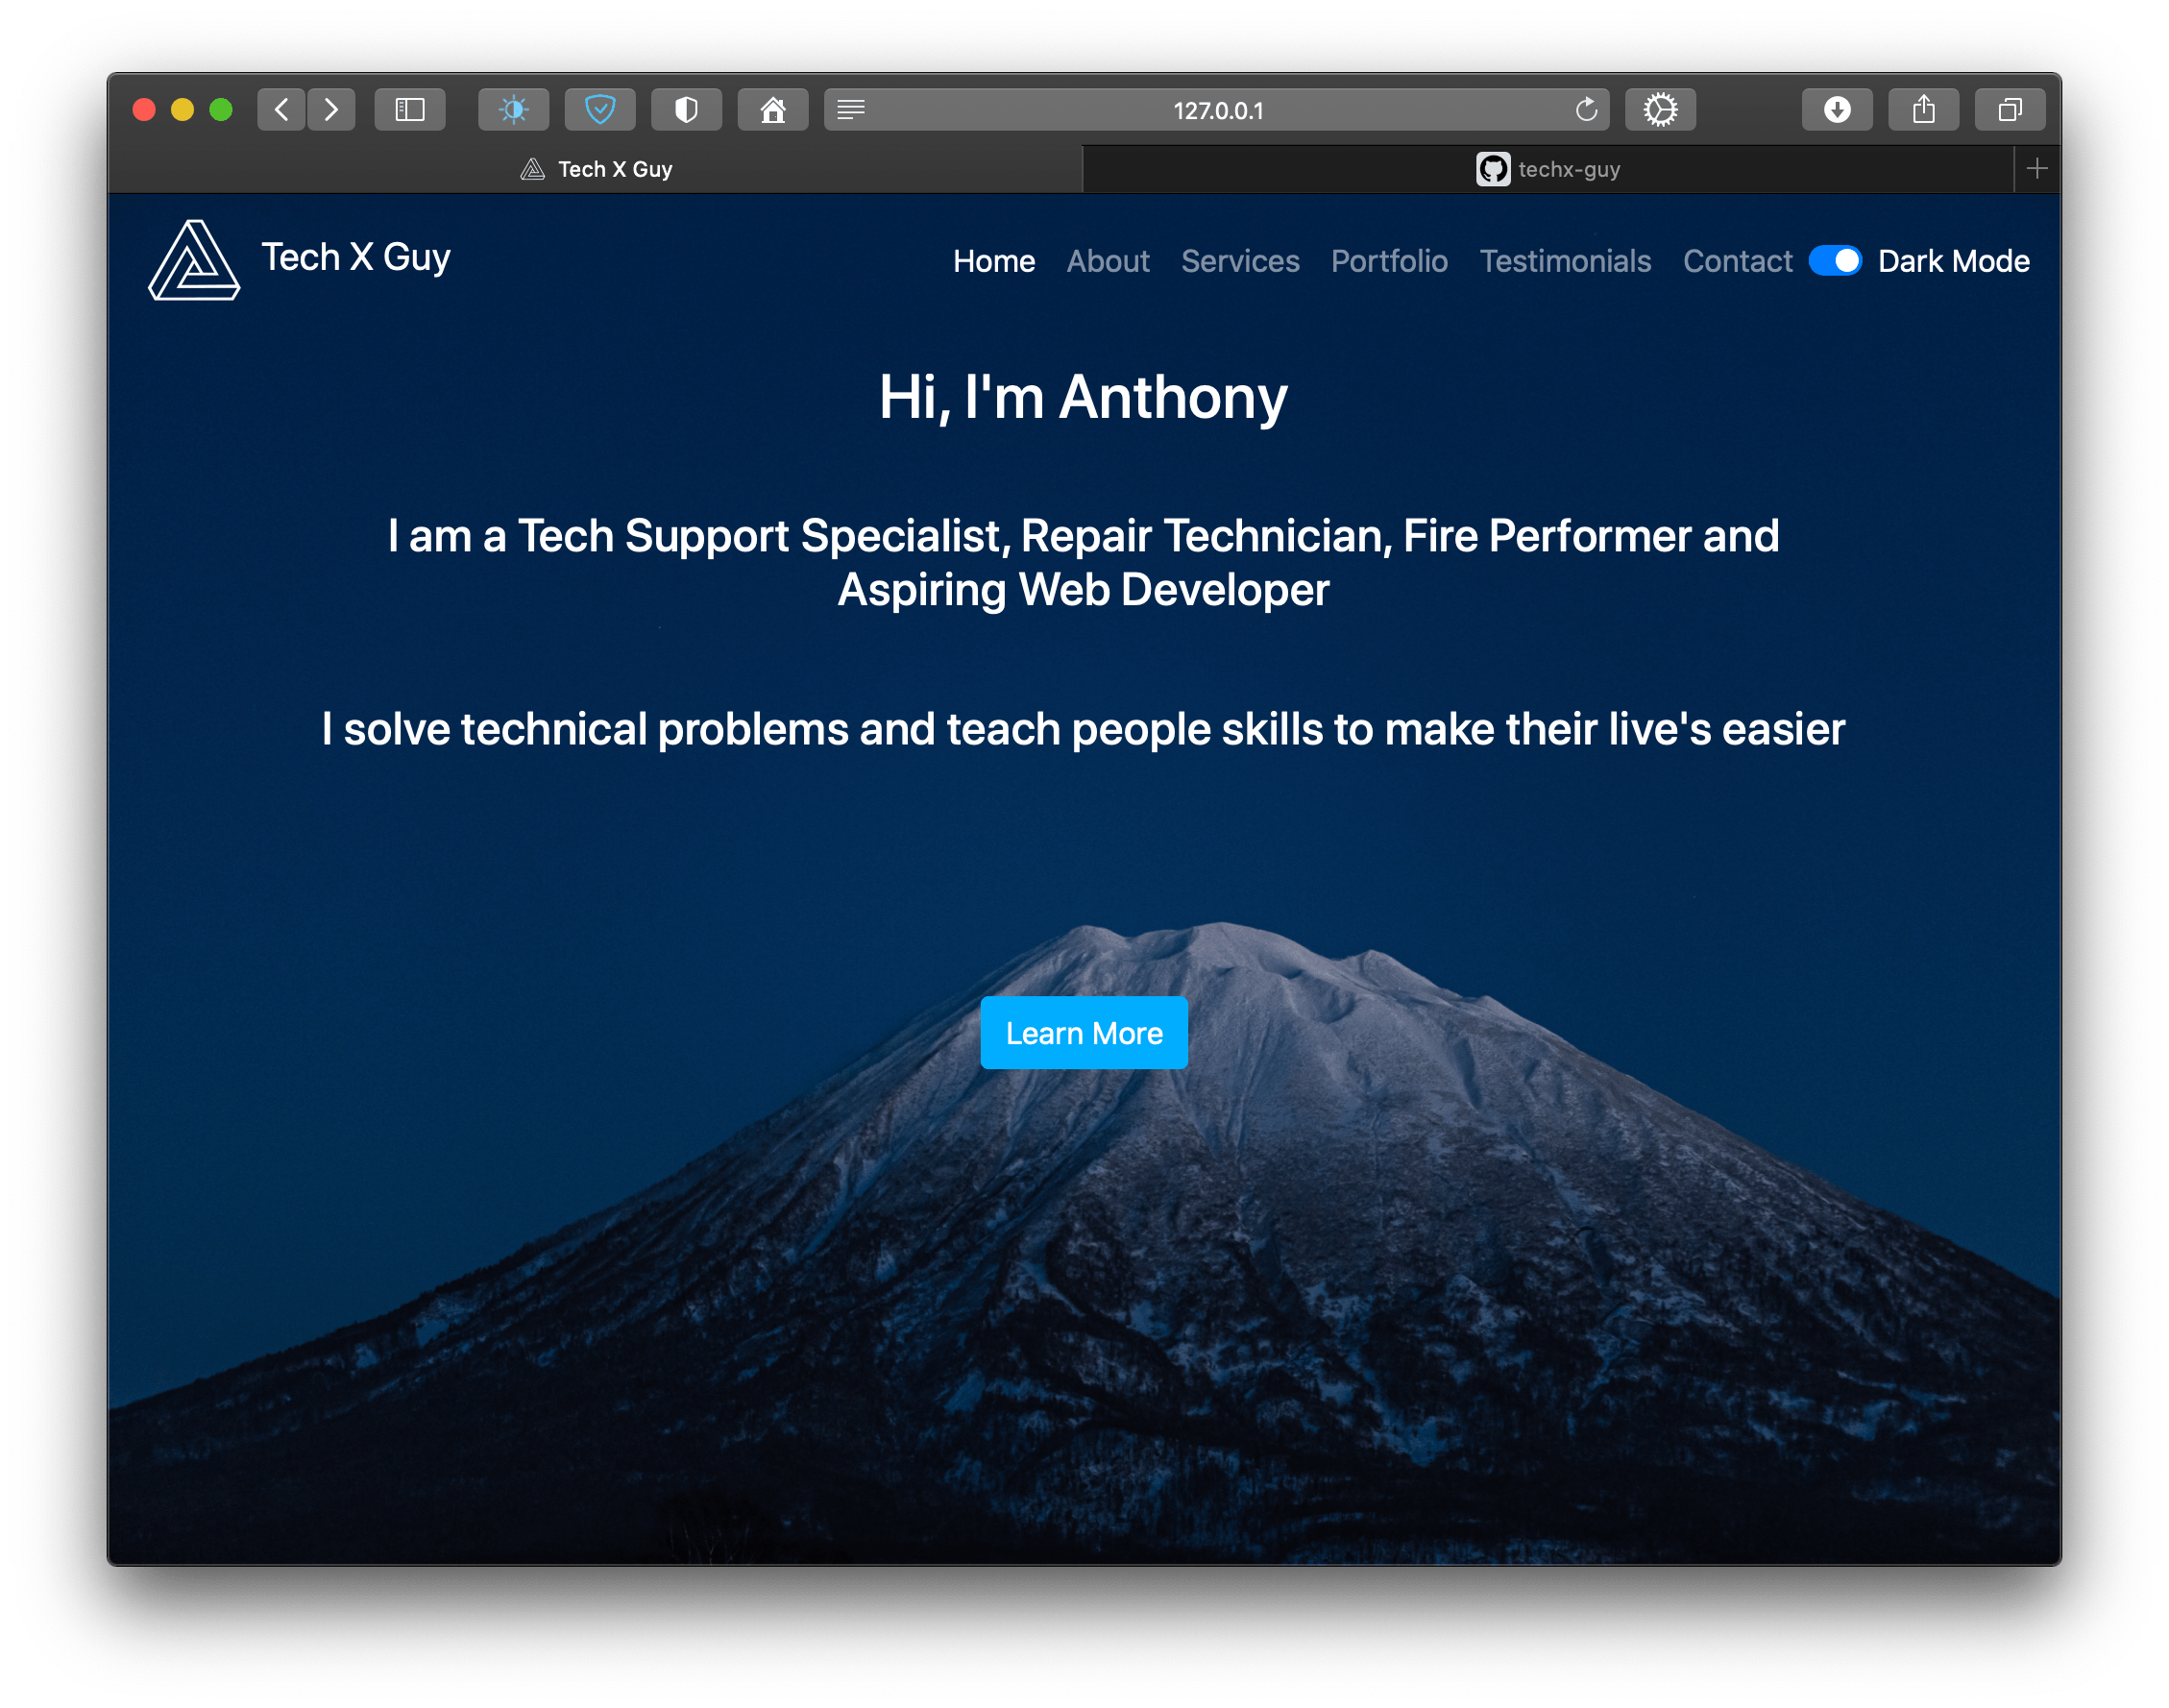 127.0.0.1
Tech X Guy
techx-guy
Tech X Guy
Home About Services Portfolio Testimonials Contact Dark Mode
Hi, I'm Anthony
I am a Tech Support Specialist, Repair Technician, Fire Performer and
Aspiring Web Developer
I solve technical problems and teach people skills to make their live's easier
Learn More